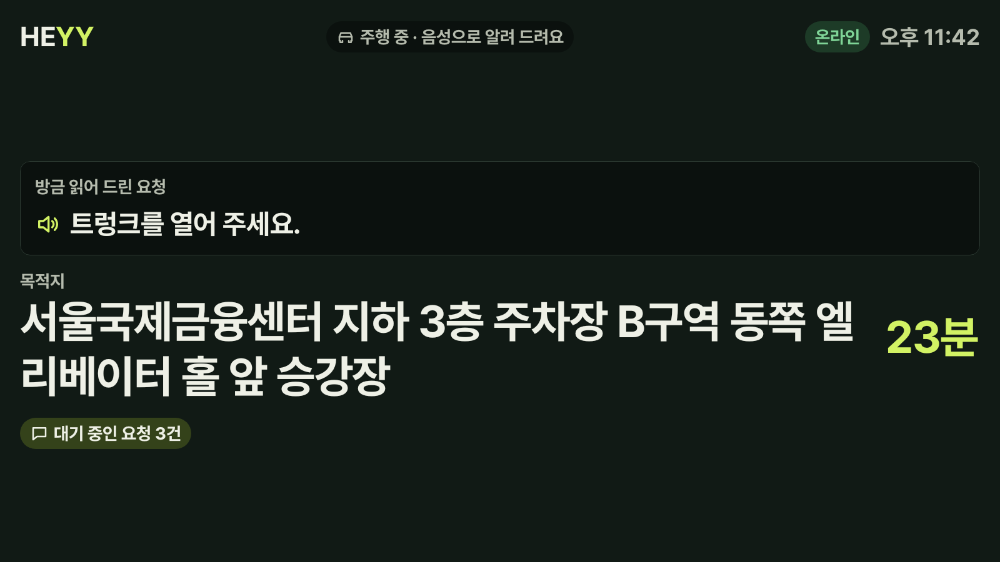 HEYY
주행 중 · 음성으로 알려 드려요
온라인
오후 11:42
방금 읽어 드린 요청
트렁크를 열어 주세요.
목적지
서울국제금융센터 지하 3층 주차장 B구역 동쪽 엘
리베이터 홀 앞 승강장
23분
대기 중인 요청 3건